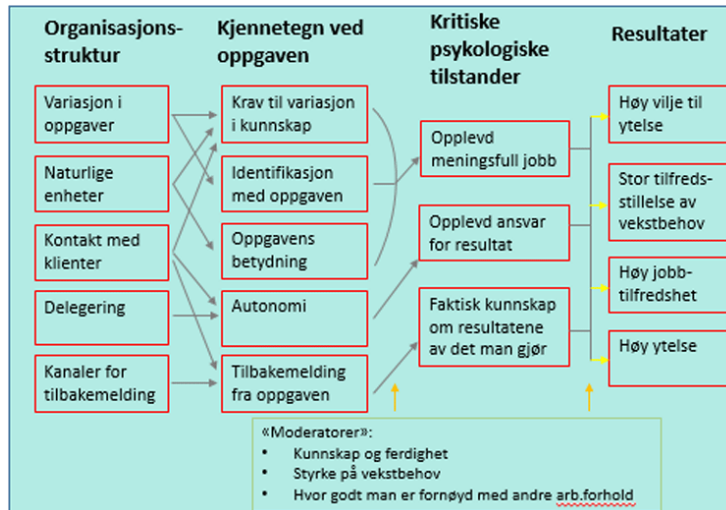 Organisasjons-
struktur
Variasjon i
oppgaver
Naturlige
enheter
Kontakt med
klienter
Delegering
Kanaler for
tilbakemelding
Kjennetegn ved
oppgaven
Krav til variasjon
i kunnskap
Identifikasjon
med oppgaven
Oppgavens
betydning
Autonomi
Tilbakemelding
fra oppgaven
Kritiske
psykologiske
tilstander
Opplevd
meningsfull jobb
Opplevd ansvar
for resultat
Faktisk kunnskap
om resultatene
av det man gjør
Resultater
Høy vilje til
ytelse
Stor tilfreds-
stillelse av
vekstbehov
Høy jobb-
tilfredshet
Høy ytelse
«Moderatorer»:
• Kunnskap og ferdighet
• Styrke på vekstbehov
• Hvor godt man er fornøyd med andre arb.forhold